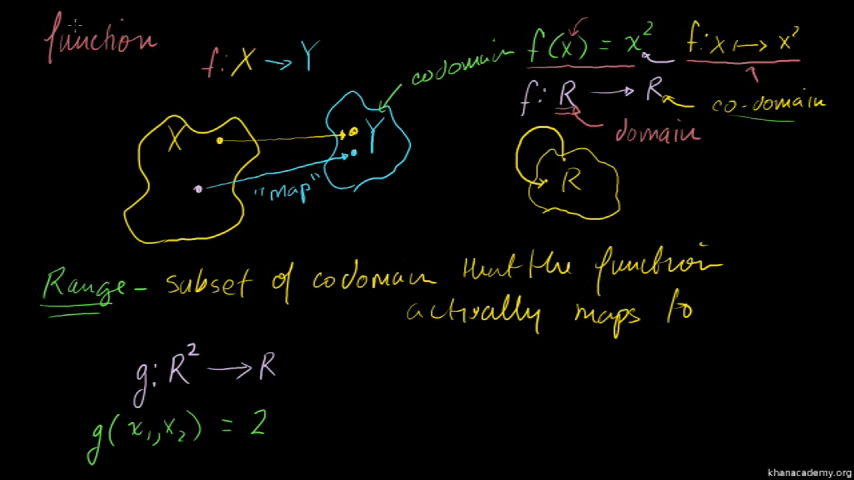 function
f: X → Y
codomain
f(x) = x²
f: x ↦ x²
f: R → R
co-domain
domain
X
Y
"map"
R
Range - subset of codomain that the function
actually maps to
g: R² → R
g(x₁,x₂) = 2
khanacademy.org